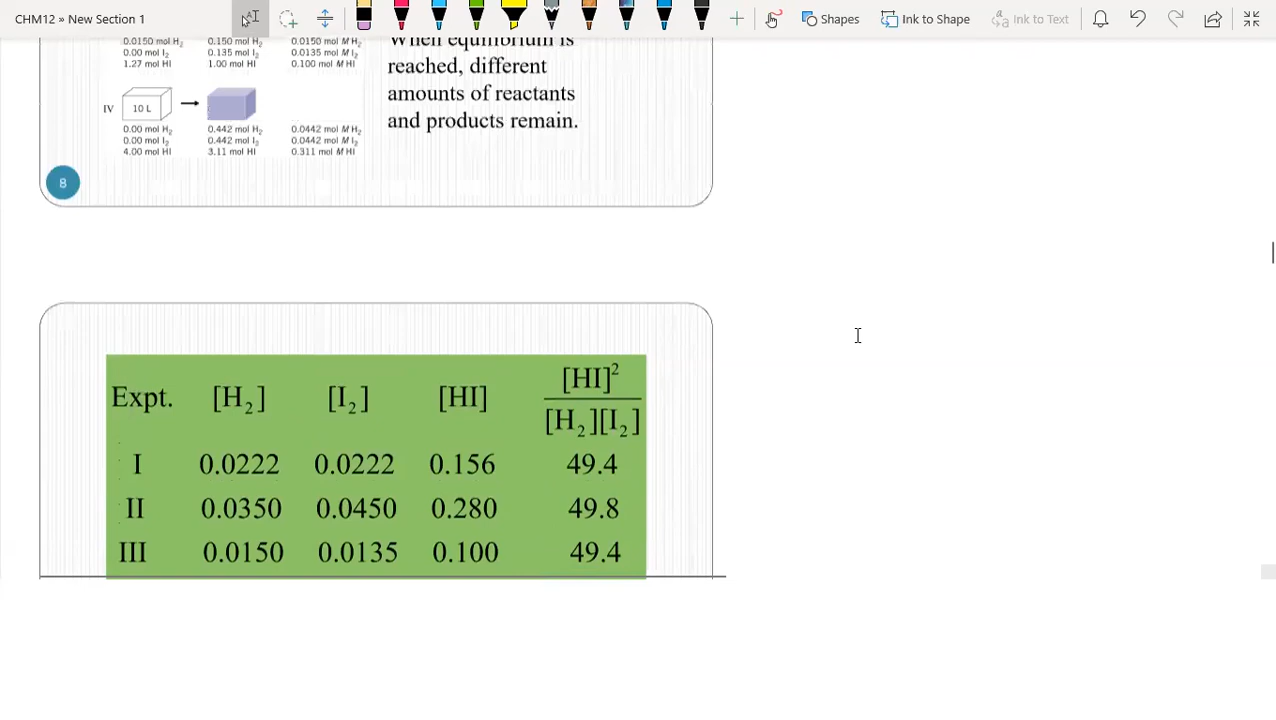 CHM12 » New Section 1
Shapes
Ink to Shape
Ink to Text
0.0150 mol H2 0.150 mol H2 0.0150 mol M H2
0.00 mol I2 0.135 mol I2 0.0135 mol M I2
1.27 mol HI 1.00 mol HI 0.100 mol M HI
When equilibrium is
reached, different
amounts of reactants
and products remain.
IV 10 L
0.00 mol H2 0.442 mol H2 0.0442 mol M H2
0.00 mol I2 0.442 mol I2 0.0442 mol M I2
4.00 mol HI 3.11 mol HI 0.311 mol M HI
8
Expt. [H2] [I2] [HI] [HI]²
[H2][I2]
I 0.0222 0.0222 0.156 49.4
II 0.0350 0.0450 0.280 49.8
III 0.0150 0.0135 0.100 49.4